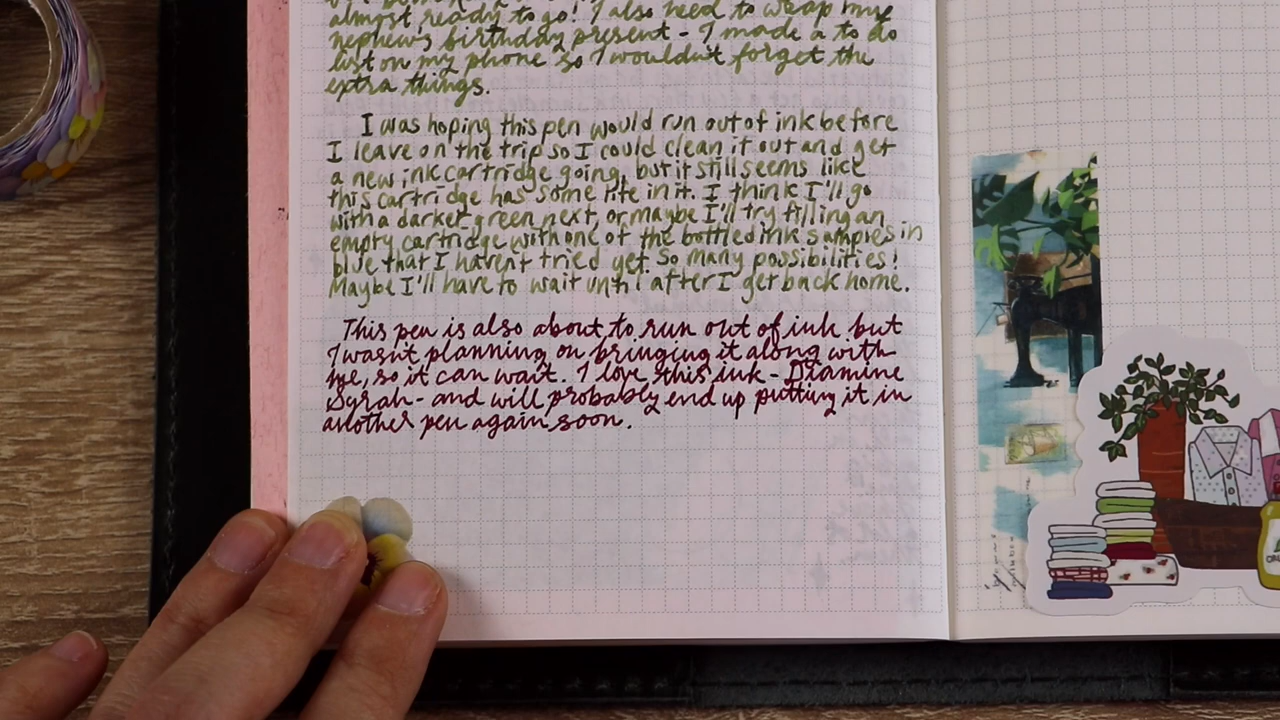 almost ready to go! I also need to wrap my
nephew's birthday present - I made a to do
list on my phone so I wouldn't forget the
extra things.
I was hoping this pen would run out of ink before
I leave on the trip so I could clean it out and get
a new ink cartridge going, but it still seems like
this cartridge has some life in it. I think I'll go
with a darker green next, or maybe I'll try filling an
empty cartridge with one of the bottled ink samples in
blue that I haven't tried yet. So many possibilities!
Maybe I'll have to wait until after I get back home.
This pen is also about to run out of ink but
I wasn't planning on bringing it along with
me, so it can wait. I love this ink - Diamine
Syrah - and will probably end up putting it in
another pen again soon.